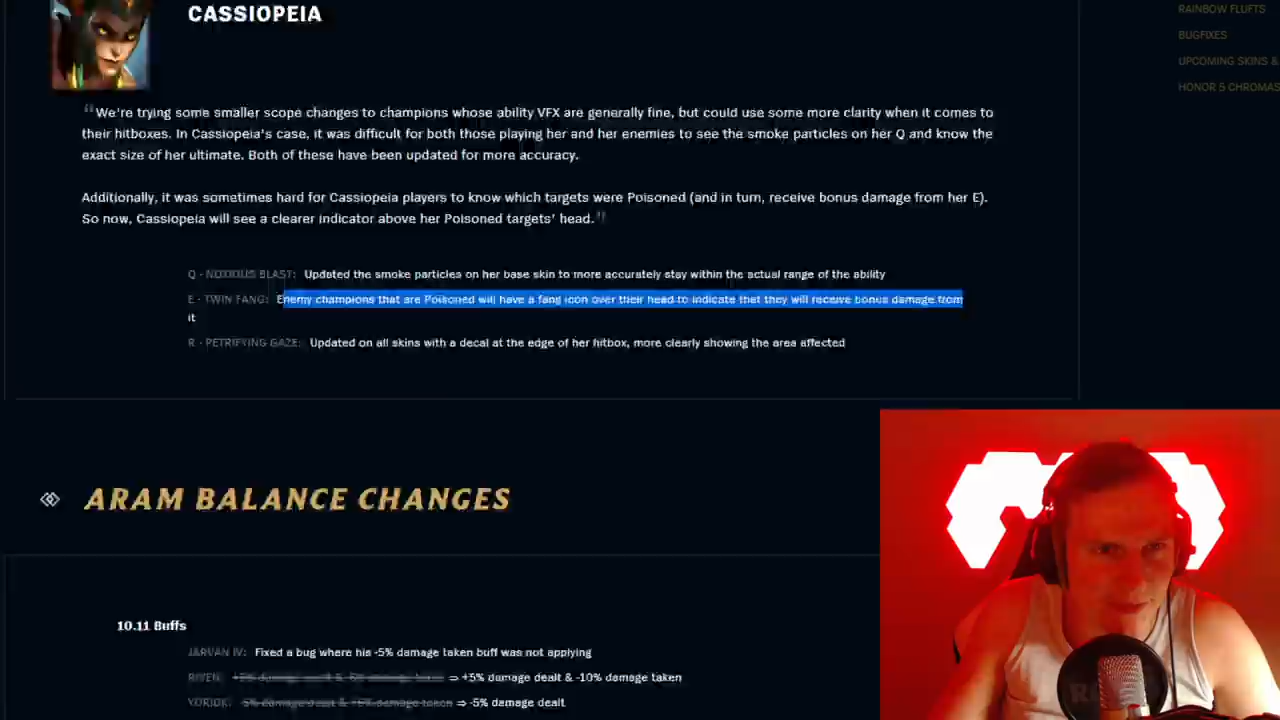 CASSIOPEIA
RAINBOW FLUFTS
BUGFIXES
UPCOMING SKINS &
HONOR 5 CHROMAS
"We're trying some smaller scope changes to champions whose ability VFX are generally fine, but could use some more clarity when it comes to
their hitboxes. In Cassiopeia's case, it was difficult for both those playing her and her enemies to see the smoke particles on her Q and know the
exact size of her ultimate. Both of these have been updated for more accuracy.
Additionally, it was sometimes hard for Cassiopeia players to know which targets were Poisoned (and in turn, receive bonus damage from her E).
So now, Cassiopeia will see a clearer indicator above her Poisoned targets' head."
Q - NOXIOUS BLAST: Updated the smoke particles on her base skin to more accurately stay within the actual range of the ability
E - TWIN FANG: Enemy champions that are Poisoned will have a fang icon over their head to indicate that they will receive bonus damage from
it
R - PETRIFYING GAZE: Updated on all skins with a decal at the edge of her hitbox, more clearly showing the area affected
ARAM BALANCE CHANGES
10.11 Buffs
JARVAN IV: Fixed a bug where his -5% damage taken buff was not applying
RIVEN: ⇒ +5% damage dealt & -10% damage taken
YORICK: ⇒ -5% damage dealt